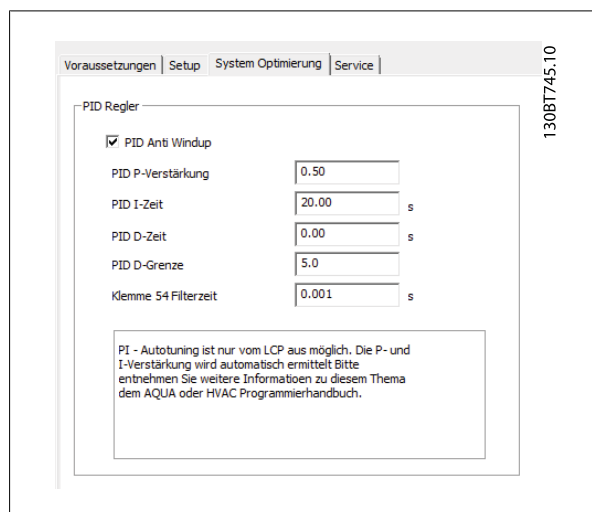 Voraussetzungen Setup System Optimierung Service
PID Regler
PID Anti Windup
PID P-Verstärkung 0.50
PID I-Zeit 20.00 s
PID D-Zeit 0.00 s
PID D-Grenze 5.0
Klemme 54 Filterzeit 0.001 s
PI - Autotuning ist nur vom LCP aus möglich. Die P- und
I-Verstärkung wird automatisch ermittelt Bitte
entnehmen Sie weitere Informatioen zu diesem Thema
dem AQUA oder HVAC Programmierhandbuch.
130BT745.10